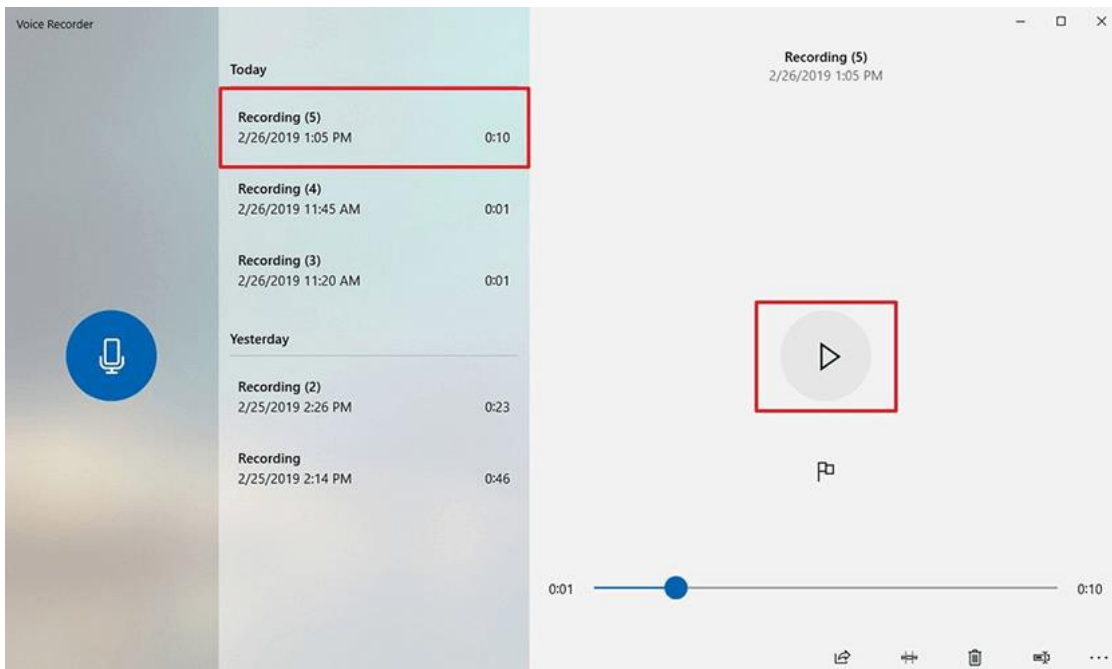 Voice Recorder
Today
Recording (5)
2/26/2019 1:05 PM 0:10
Recording (4)
2/26/2019 11:45 AM 0:01
Recording (3)
2/26/2019 11:20 AM 0:01
Yesterday
Recording (2)
2/25/2019 2:26 PM 0:23
Recording
2/25/2019 2:14 PM 0:46
Recording (5)
2/26/2019 1:05 PM
0:01 0:10